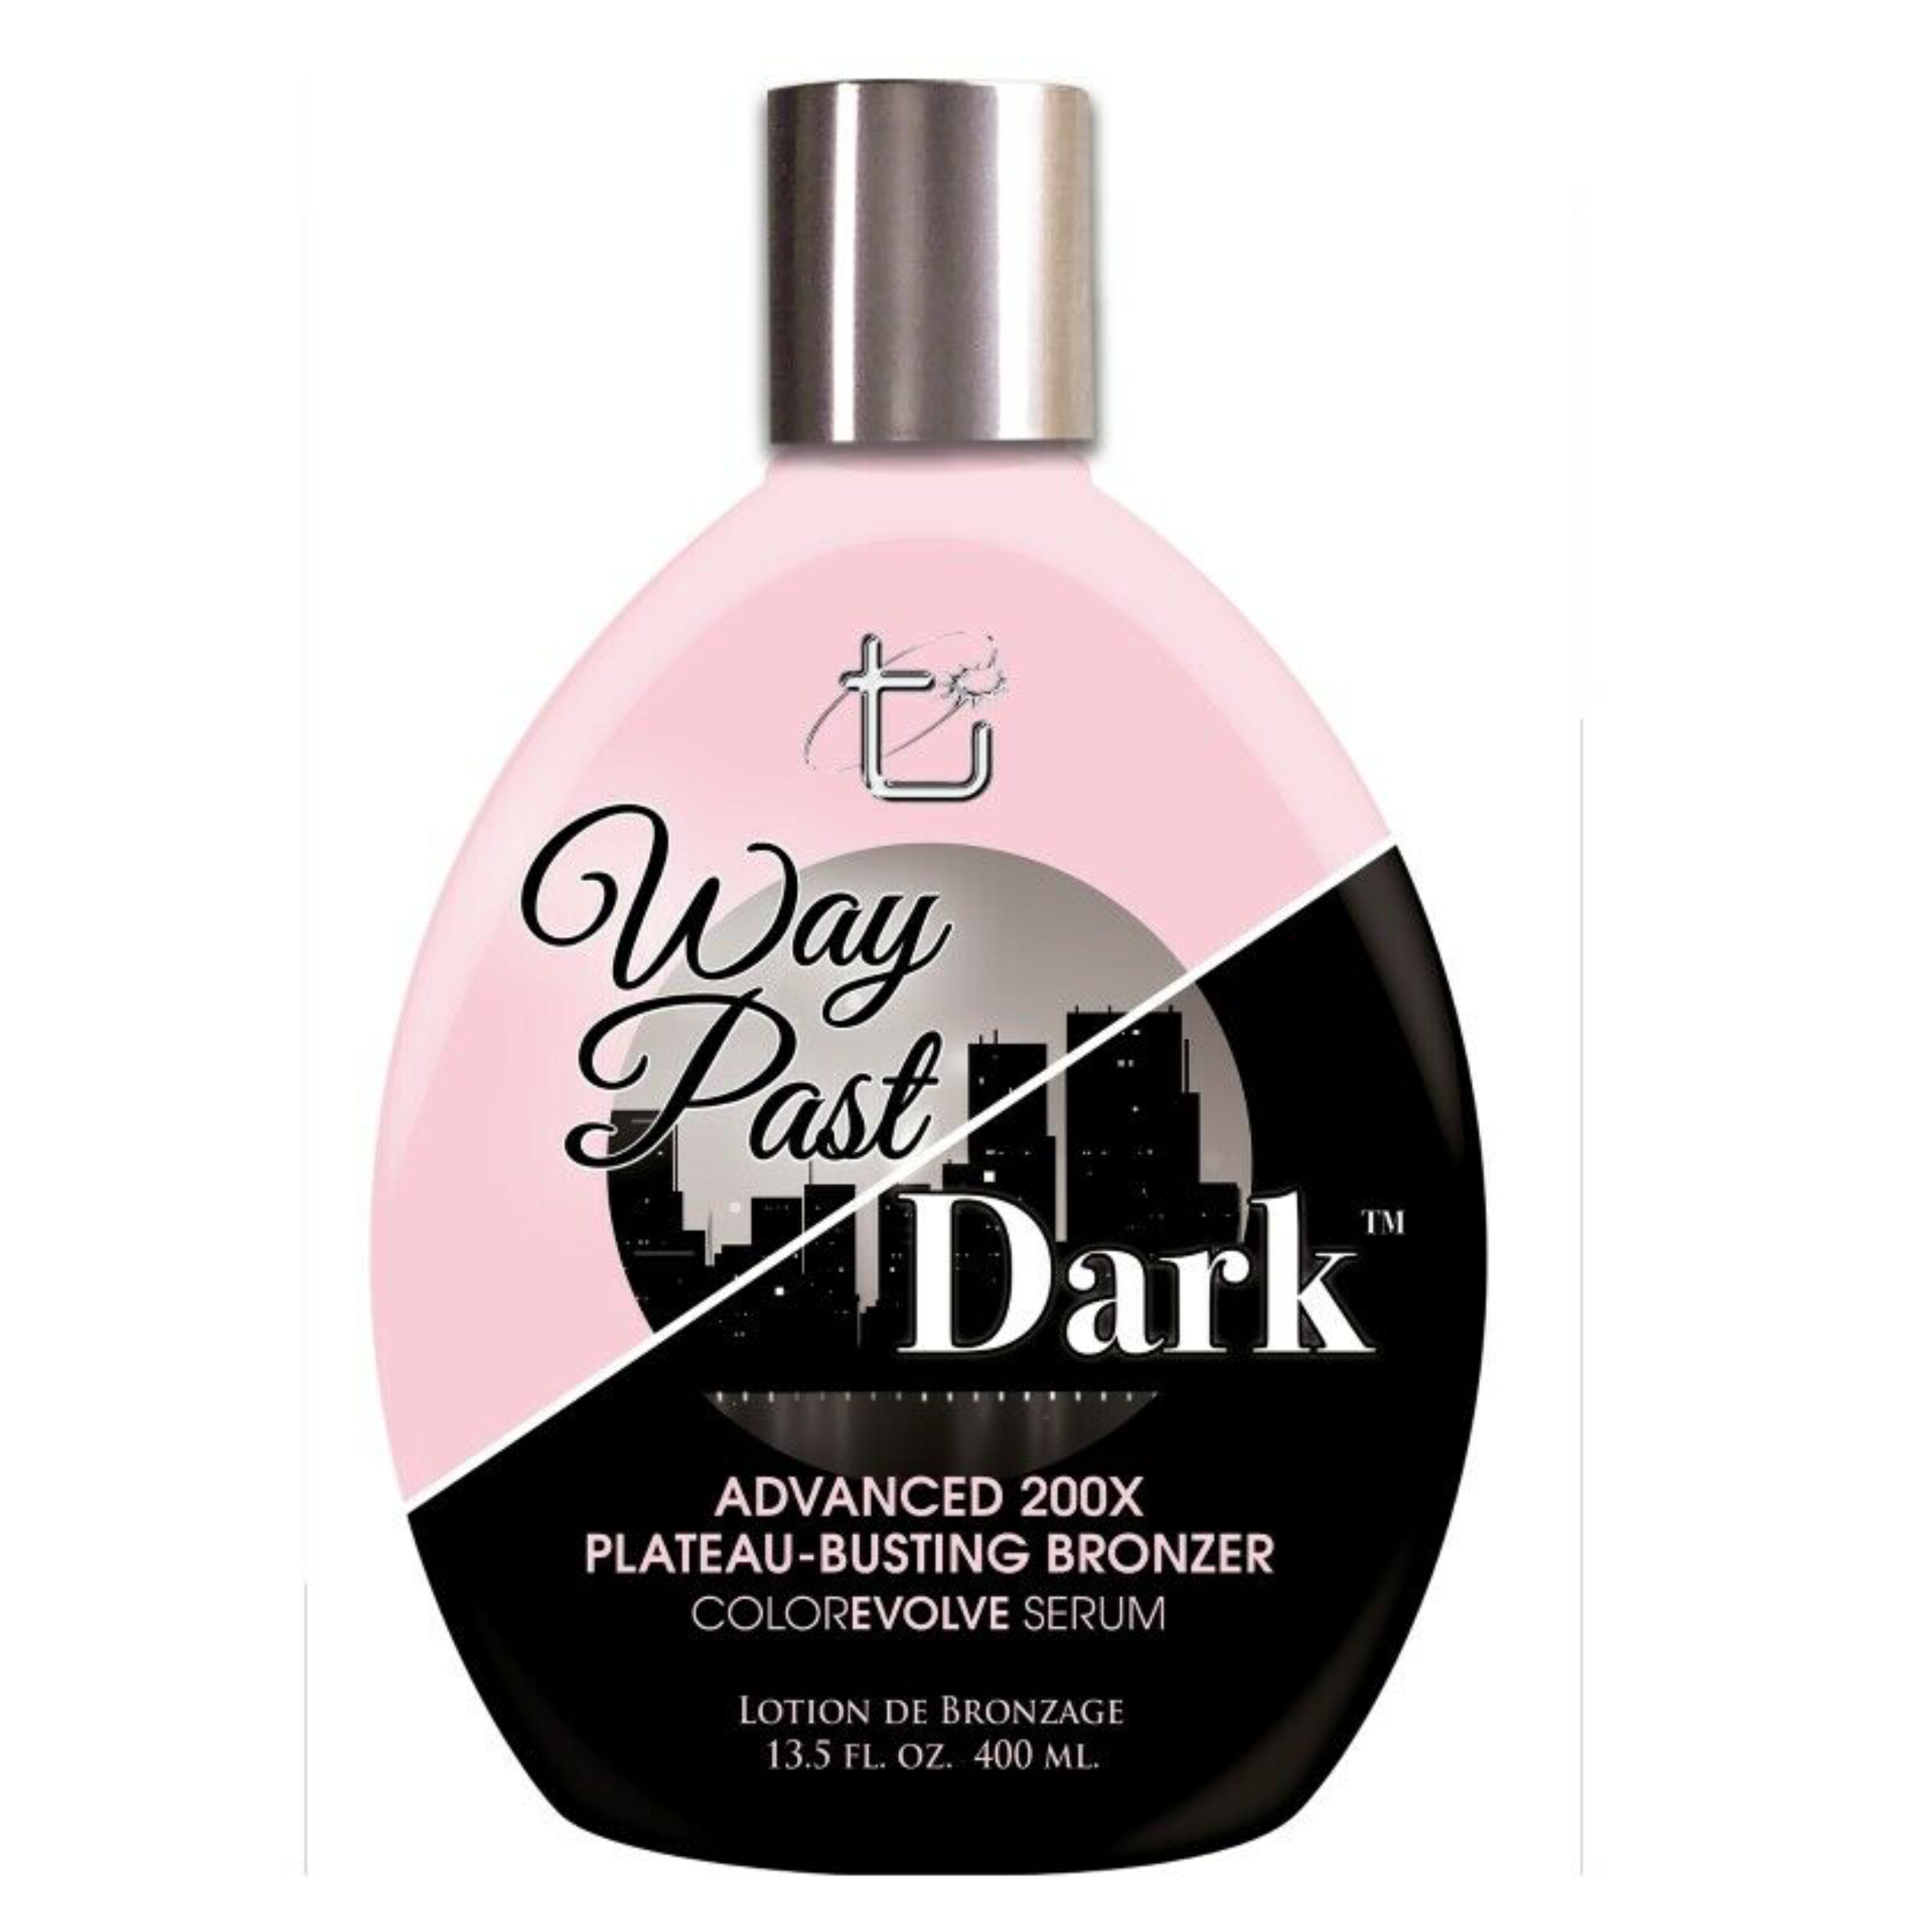 t
Way
Past
Dark™
ADVANCED 200X
PLATEAU-BUSTING BRONZER
COLOREVOLVE SERUM
LOTION DE BRONZAGE
13.5 FL. OZ. 400 ML.